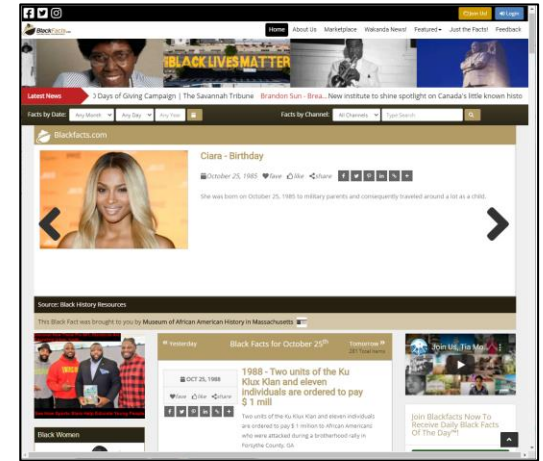 Join Us!
Login
BlackFacts.com
Home About Us Marketplace Wakanda News! Featured Just the Facts! Feedback
#BLACKLIVESMATTER
Latest News
Days of Giving Campaign | The Savannah Tribune Brandon Sun - Brea... New institute to shine spotlight on Canada's little known histo
Facts by Date: Any Month Any Day Any Year Facts by Channel: All Channels Type Search
Blackfacts.com
Ciara - Birthday
October 25, 1985 fave like share
She was born on October 25, 1985 to military parents and consequently traveled around a lot as a child.
Source: Black History Resources
This Black Fact was brought to you by Museum of African American History in Massachusetts
Yesterday
Black Facts for October 25th
Tomorrow
287 Total Items
OCT 25, 1988
fave like share
1988 - Two units of the Ku
Klux Klan and eleven
individuals are ordered to pay
$ 1 mill
Two units of the Ku Klux Klan and eleven individuals
are ordered to pay $ 1 million to African Americans
who were attacked during a brotherhood rally in
Forsythe County, GA
Black Women
Join Us, Tia Mo...
Join Blackfacts Now To
Receive Daily Black Facts
Of The Day™!